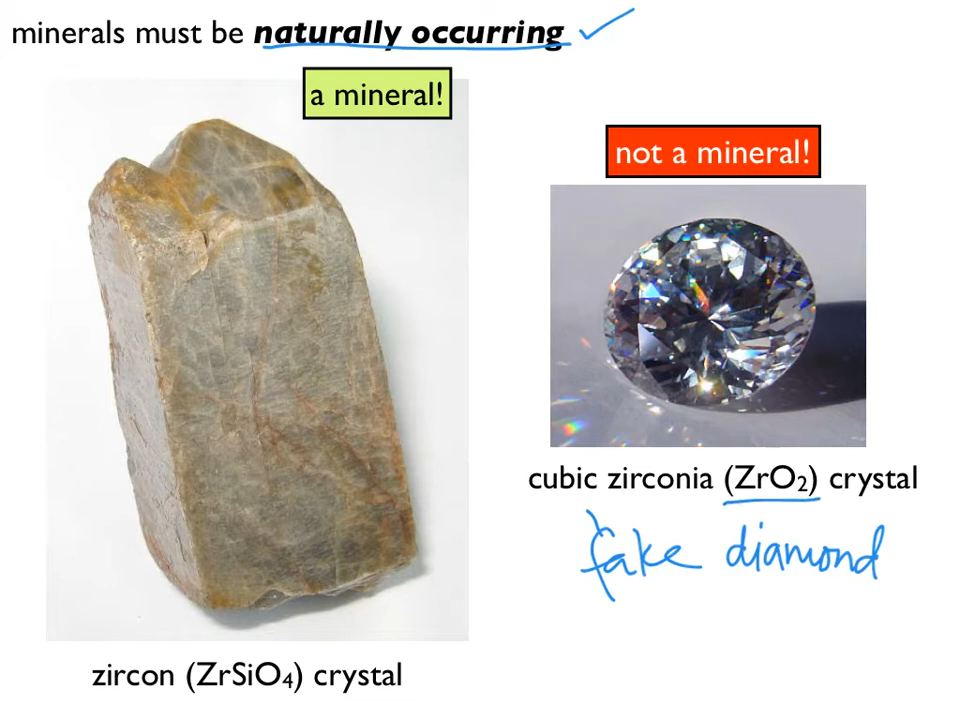 minerals must be naturally occurring
a mineral!
not a mineral!
cubic zirconia (ZrO₂) crystal
fake diamond
zircon (ZrSiO₄) crystal